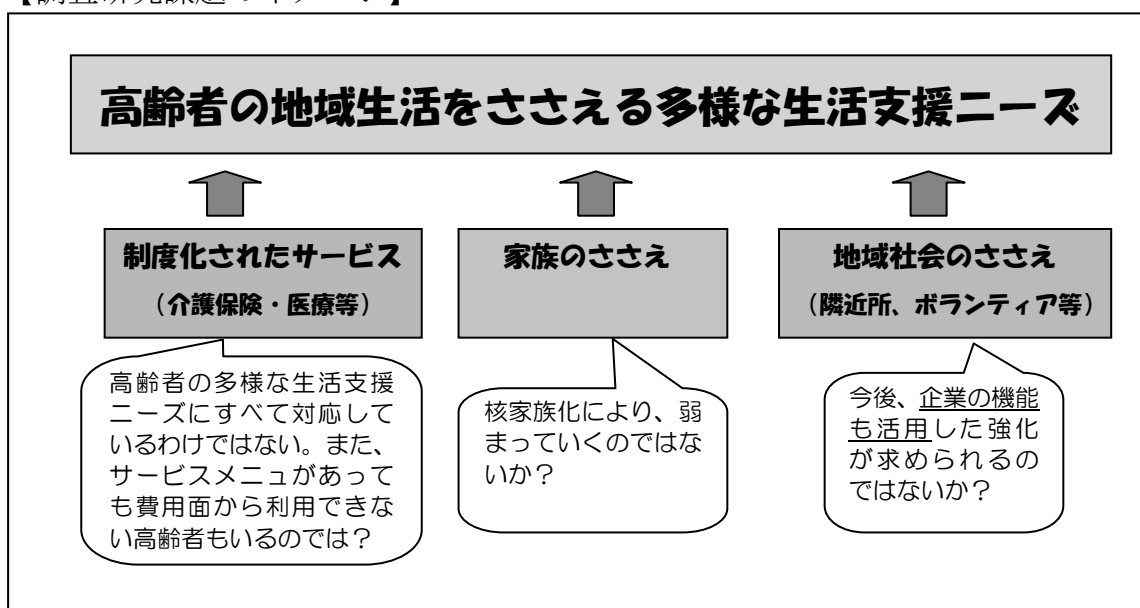 【調査研究課題のイメージ】
高齢者の地域生活をささえる多様な生活支援ニーズ
制度化されたサービス
（介護保険・医療等）
家族のささえ
地域社会のささえ
（隣近所、ボランティア等）
高齢者の多様な生活支援
ニーズにすべて対応して
いるわけではない。また、
サービスメニュがあって
も費用面から利用できな
い高齢者もいるのでは？
核家族化により、弱
まっていくのではな
いか？
今後、企業の機能
も活用した強化
が求められるの
ではないか？